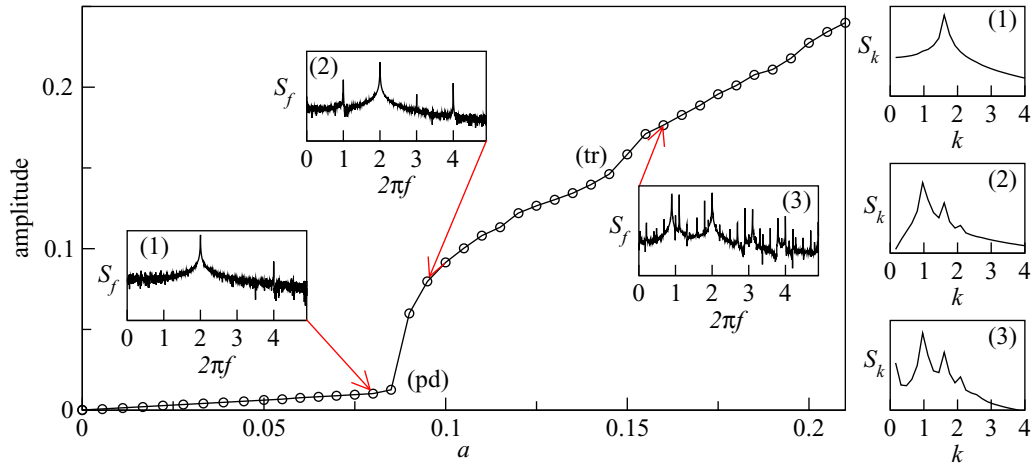 amplitude
0.2
0.1
0
0
0.05
0.1
0.15
0.2
a
(pd)
(tr)
(1)
S_f
0 1 2 3 4
2πf
(2)
S_f
0 1 2 3 4
2πf
(3)
S_f
0 1 2 3 4
2πf
(1)
S_k
0 1 2 3 4
k
(2)
S_k
0 1 2 3 4
k
(3)
S_k
0 1 2 3 4
k